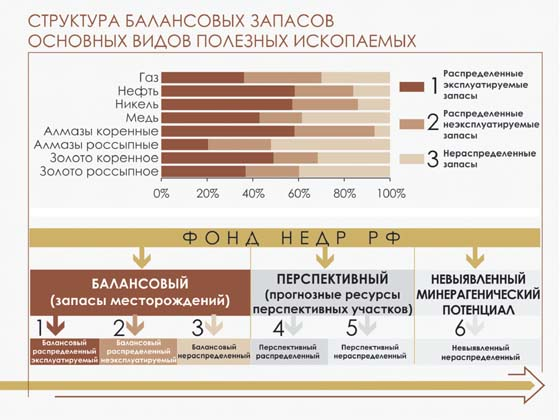 СТРУКТУРА БАЛАНСОВЫХ ЗАПАСОВ
ОСНОВНЫХ ВИДОВ ПОЛЕЗНЫХ ИСКОПАЕМЫХ
Газ
Нефть
Никель
Медь
Алмазы коренные
Алмазы россыпные
Золото коренное
Золото россыпное
0% 20% 40% 60% 80% 100%
1 Распределенные
эксплуатируемые
запасы
2 Распределенные
неэксплуатируемые
запасы
3 Нераспределенные
запасы
ФОНД НЕДР РФ
БАЛАНСОВЫЙ
(запасы месторождений)
ПЕРСПЕКТИВНЫЙ
(прогнозные ресурсы
перспективных участков)
НЕВЫЯВЛЕННЫЙ
МИНЕРАГЕНИЧЕСКИЙ
ПОТЕНЦИАЛ
1 2 3 4 5 6
Балансовый
распределенный
эксплуатируемый
Балансовый
распределенный
неэксплуатируемый
Балансовый
нераспределенный
Перспективный
распределенный
Перспективный
нераспределенный
Невыявленный
нераспределенный